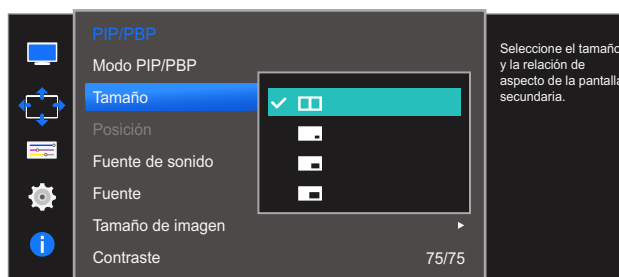 PIP/PBP
Modo PIP/PBP
Tamaño
Posición
Fuente de sonido
Fuente
Tamaño de imagen
Contraste 75/75
Seleccione el tamaño
y la relación de
aspecto de la pantalla
secundaria.